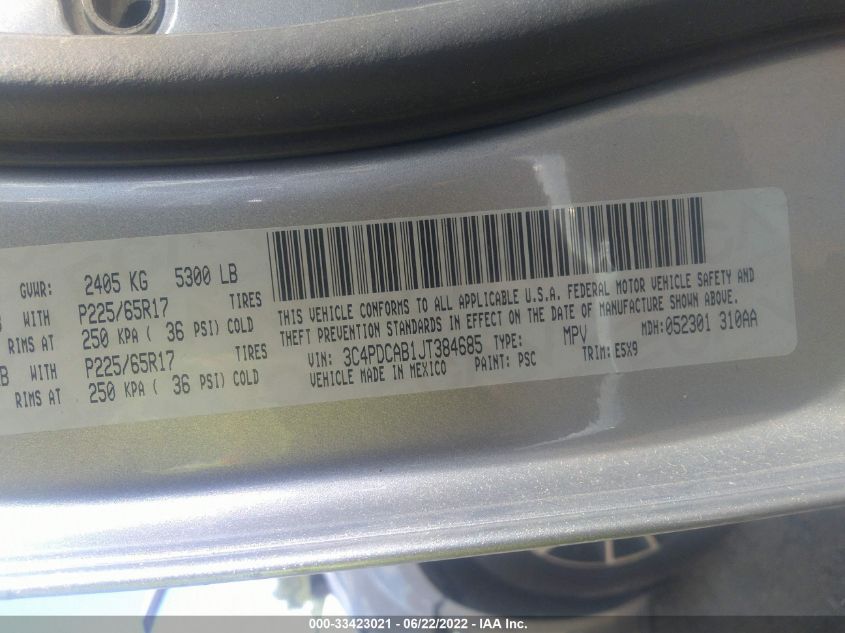 GVWR: 2405 KG 5300 LB
WITH P225/65R17 TIRES
RIMS AT 250 KPA ( 36 PSI) COLD
WITH P225/65R17 TIRES
RIMS AT 250 KPA ( 36 PSI) COLD
THIS VEHICLE CONFORMS TO ALL APPLICABLE U.S.A. FEDERAL MOTOR VEHICLE SAFETY AND
THEFT PREVENTION STANDARDS IN EFFECT ON THE DATE OF MANUFACTURE SHOWN ABOVE.
VIN: 3C4PDCAB1JT384685 TYPE: MPV MDH:052301 310AA
VEHICLE MADE IN MEXICO PAINT: PSC TRIM: E5X9
000-33423021 - 06/22/2022 - IAA Inc.